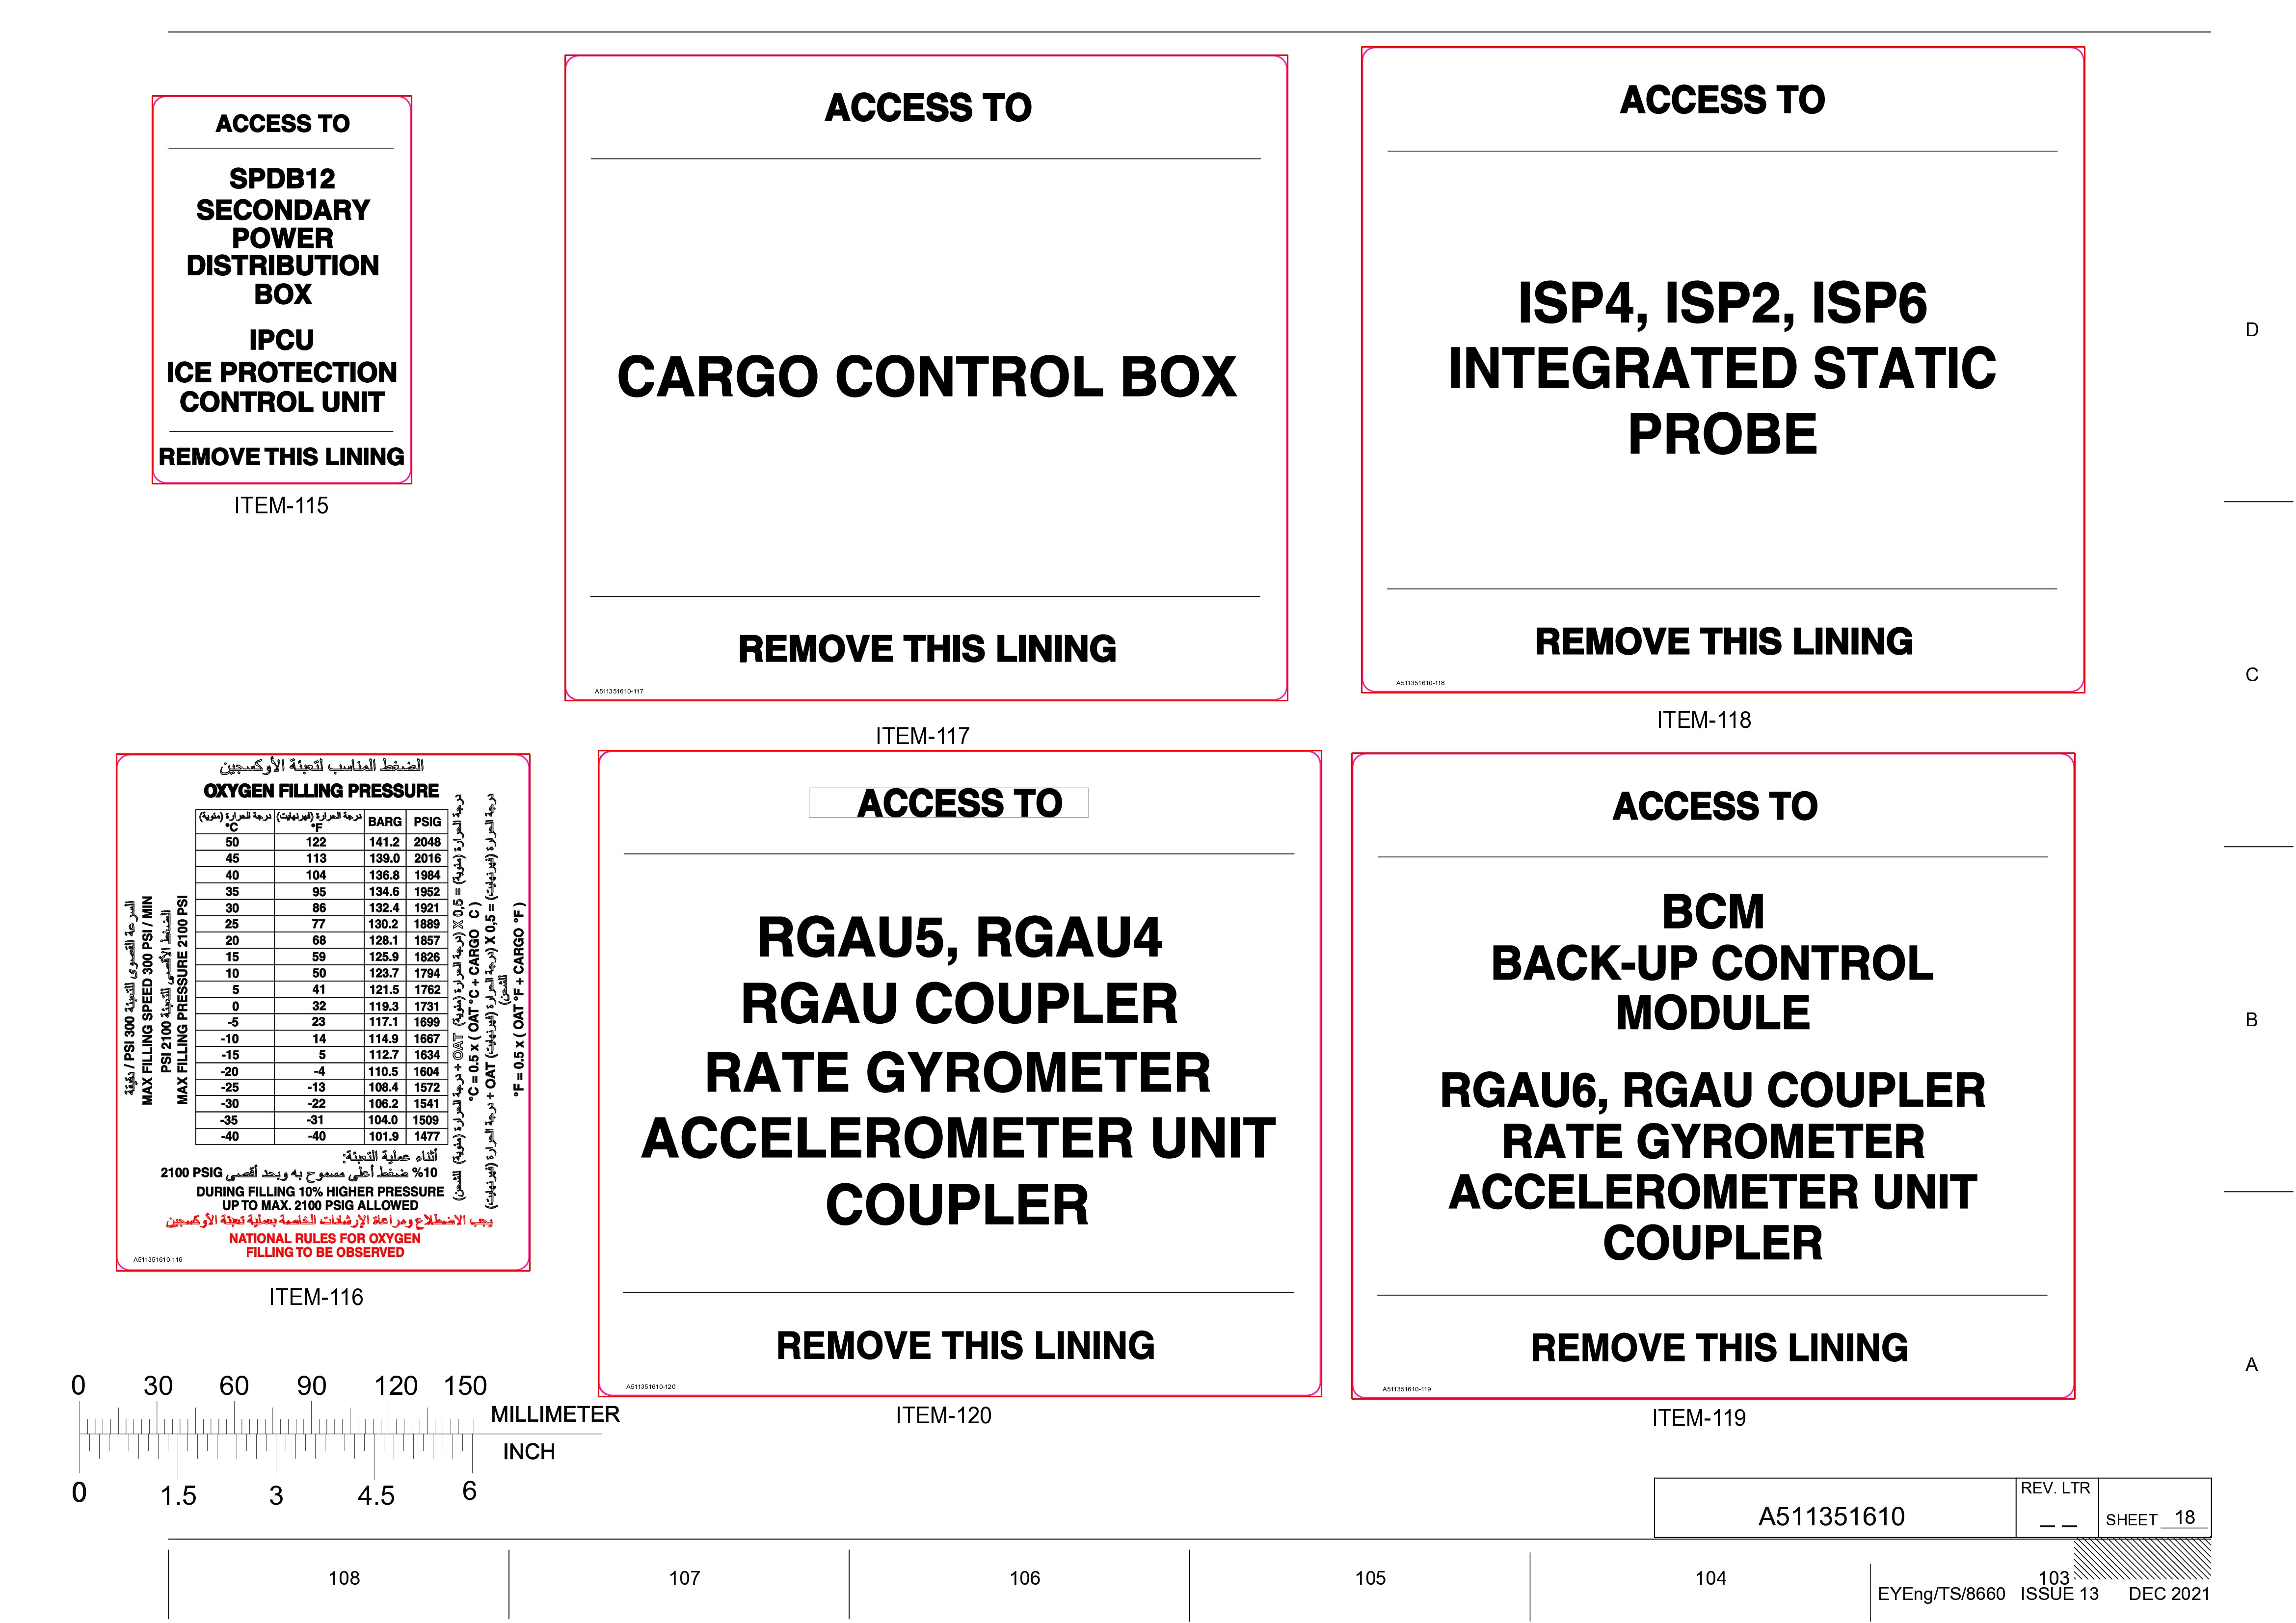 ACCESS TO
SPDB12
SECONDARY
POWER
DISTRIBUTION
BOX
IPCU
ICE PROTECTION
CONTROL UNIT
REMOVE THIS LINING
ITEM-115
ACCESS TO
CARGO CONTROL BOX
REMOVE THIS LINING
A511351610-117
ITEM-117
ACCESS TO
ISP4, ISP2, ISP6
INTEGRATED STATIC
PROBE
REMOVE THIS LINING
A511351610-118
ITEM-118
الضغط المناسب لتعبئة الأوكسجين
OXYGEN FILLING PRESSURE
درجة الحرارة (مئوية) درجة الحرارة (فهرنهايت)
°C °F BARG PSIG
50 122 141.2 2048
45 113 139.0 2016
40 104 136.8 1984
35 95 134.6 1952
30 86 132.4 1921
25 77 130.2 1889
20 68 128.1 1857
15 59 125.9 1826
10 50 123.7 1794
5 41 121.5 1762
0 32 119.3 1731
-5 23 117.1 1699
-10 14 114.9 1667
-15 5 112.7 1634
-20 -4 110.5 1604
-25 -13 108.4 1572
-30 -22 106.2 1541
-35 -31 104.0 1509
-40 -40 101.9 1477
السرعة القصوى للتعبئة 300 PSI / دقيقة
MAX FILLING SPEED 300 PSI / MIN
الضغط الأقصى للتعبئة 2100 PSI
MAX FILLING PRESSURE 2100 PSI
درجة الحرارة (مئوية) = 0,5 X (درجة الحرارة (مئوية) OAT + درجة الحرارة (مئوية) للشحن)
°C = 0.5 x ( OAT °C + CARGO C )
درجة الحرارة (فهرنهايت) = 0,5 X (درجة الحرارة (فهرنهايت) OAT + درجة الحرارة (فهرنهايت) للشحن)
°F = 0.5 x ( OAT °F + CARGO °F )
أثناء عملية التعبئة:
10% ضغط أعلى مسموح به وبحد أقصى 2100 PSIG
DURING FILLING 10% HIGHER PRESSURE
UP TO MAX. 2100 PSIG ALLOWED
يجب الاضطلاع ومراعاة الإرشادات الخاصة بعملية تعبئة الأوكسجين
NATIONAL RULES FOR OXYGEN
FILLING TO BE OBSERVED
A511351610-116
ITEM-116
ACCESS TO
RGAU5, RGAU4
RGAU COUPLER
RATE GYROMETER
ACCELEROMETER UNIT
COUPLER
REMOVE THIS LINING
A511351610-120
ITEM-120
ACCESS TO
BCM
BACK-UP CONTROL
MODULE
RGAU6, RGAU COUPLER
RATE GYROMETER
ACCELEROMETER UNIT
COUPLER
REMOVE THIS LINING
A511351610-119
ITEM-119
D
C
B
A
0 30 60 90 120 150
MILLIMETER
INCH
0 1.5 3 4.5 6
A511351610
REV. LTR
_ _
SHEET 18
108 107 106 105 104 103
EYEng/TS/8660 ISSUE 13 DEC 2021